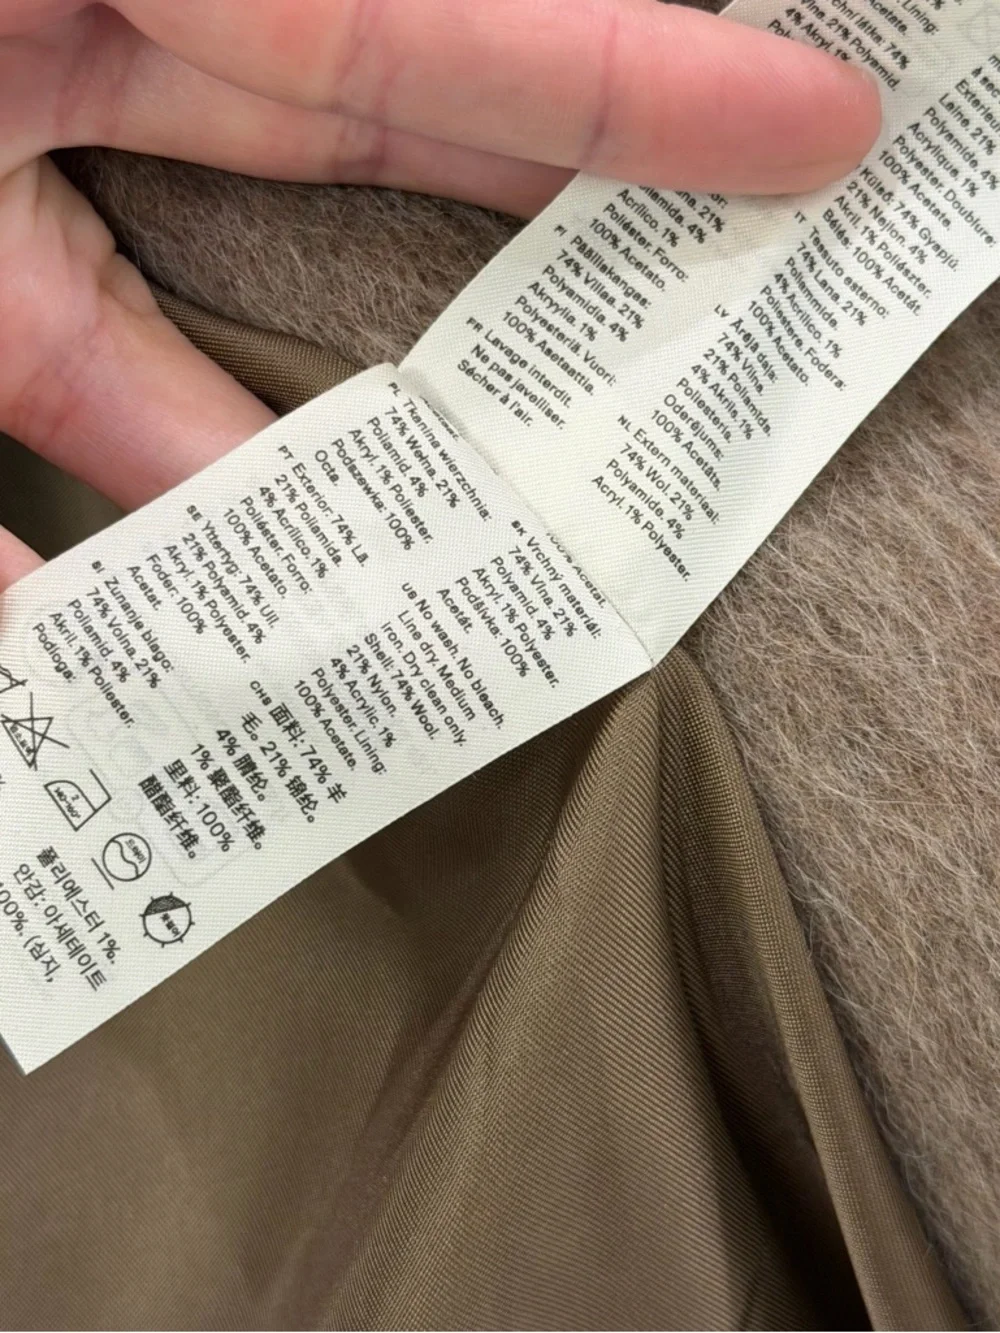 Lining:
74%
21% Polyamid.
4% Akryl. 1%
Acetate.
21%
4%
Acrílico. 1%
Poliéster. Forro:
100% Acetato.
FI Päällikangas:
74% Villaa. 21%
Polyamidia. 4%
Akryyliä. 1%
Polyesteriä. Vuori:
100% Asetaattia.
FR Lavage interdit.
Ne pas javelliser.
Sécher à l'air.
Laine. 21%
Polyamide. 4%
Acrylique. 1%
Polyester. Doublure:
100% Acetate.
Külső: 74% Gyapjú.
21% Nejlon. 4%
Akril. 1% Poliészter.
Bélés: 100% Acetát.
IT Tessuto esterno:
74% Lana. 21%
Poliammide.
4% Acrilico. 1%
Poliestere. Fodera:
100% Acetato.
LV Ārējā daļa:
74% Vilna.
21% Poliamīds.
4% Akrils. 1%
Poliesteris.
Oderējums:
100% Acetāts.
NL Extern materiaal:
74% Wol. 21%
Polyamide. 4%
Acryl. 1% Polyester.
PL Tkanina wierzchnia:
74% Wełna. 21%
Poliamid. 4%
Akryl. 1% Poliester.
Podszewka: 100%
Octa.
PT Exterior: 74% Lã.
21% Poliamida.
4% Acrílico. 1%
Poliéster. Forro:
100% Acetato.
SE Yttertyg: 74% Ull.
21% Polyamid. 4%
Akryl. 1% Polyester.
Foder: 100%
Acetat.
SI Zunanje blago:
74% Volna. 21%
Poliamid. 4%
Akril. 1% Poliester.
Podloga:
100% Acetat.
SK Vrchný materiál:
74% Vlna. 21%
Polyamid. 4%
Akryl. 1% Polyester.
Podšívka: 100%
Acetát.
US No wash. No bleach.
Line dry. Medium
iron. Dry clean only.
Shell: 74% Wool.
21% Nylon.
4% Acrylic. 1%
Polyester. Lining:
100% Acetate.
CHS 面料: 74% 羊
毛。 21% 锦纶。
4% 腈纶。
1% 聚酯纤维。
里料: 100%
醋酯纤维。
폴리에스터 1%.
안감: 아세테이트
100%, (심지,